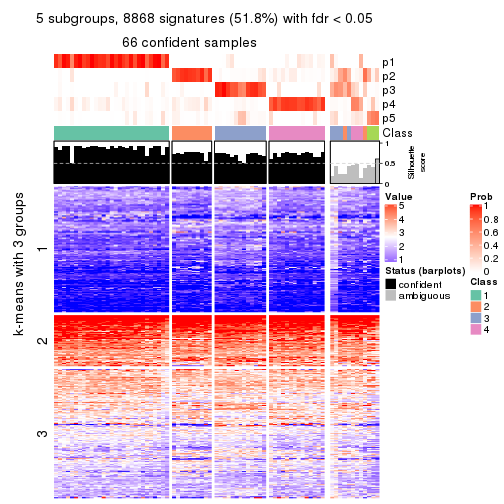 5 subgroups, 8868 signatures (51.8%) with fdr < 0.05
66 confident samples
p1
p2
p3
p4
p5
Class
1
0.5
0
Silhouette
score
k-means with 3 groups
1
2
3
Value
5
4
3
2
1
Status (barplots)
confident
ambiguous
Prob
1
0.8
0.6
0.4
0.2
0
Class
1
2
3
4